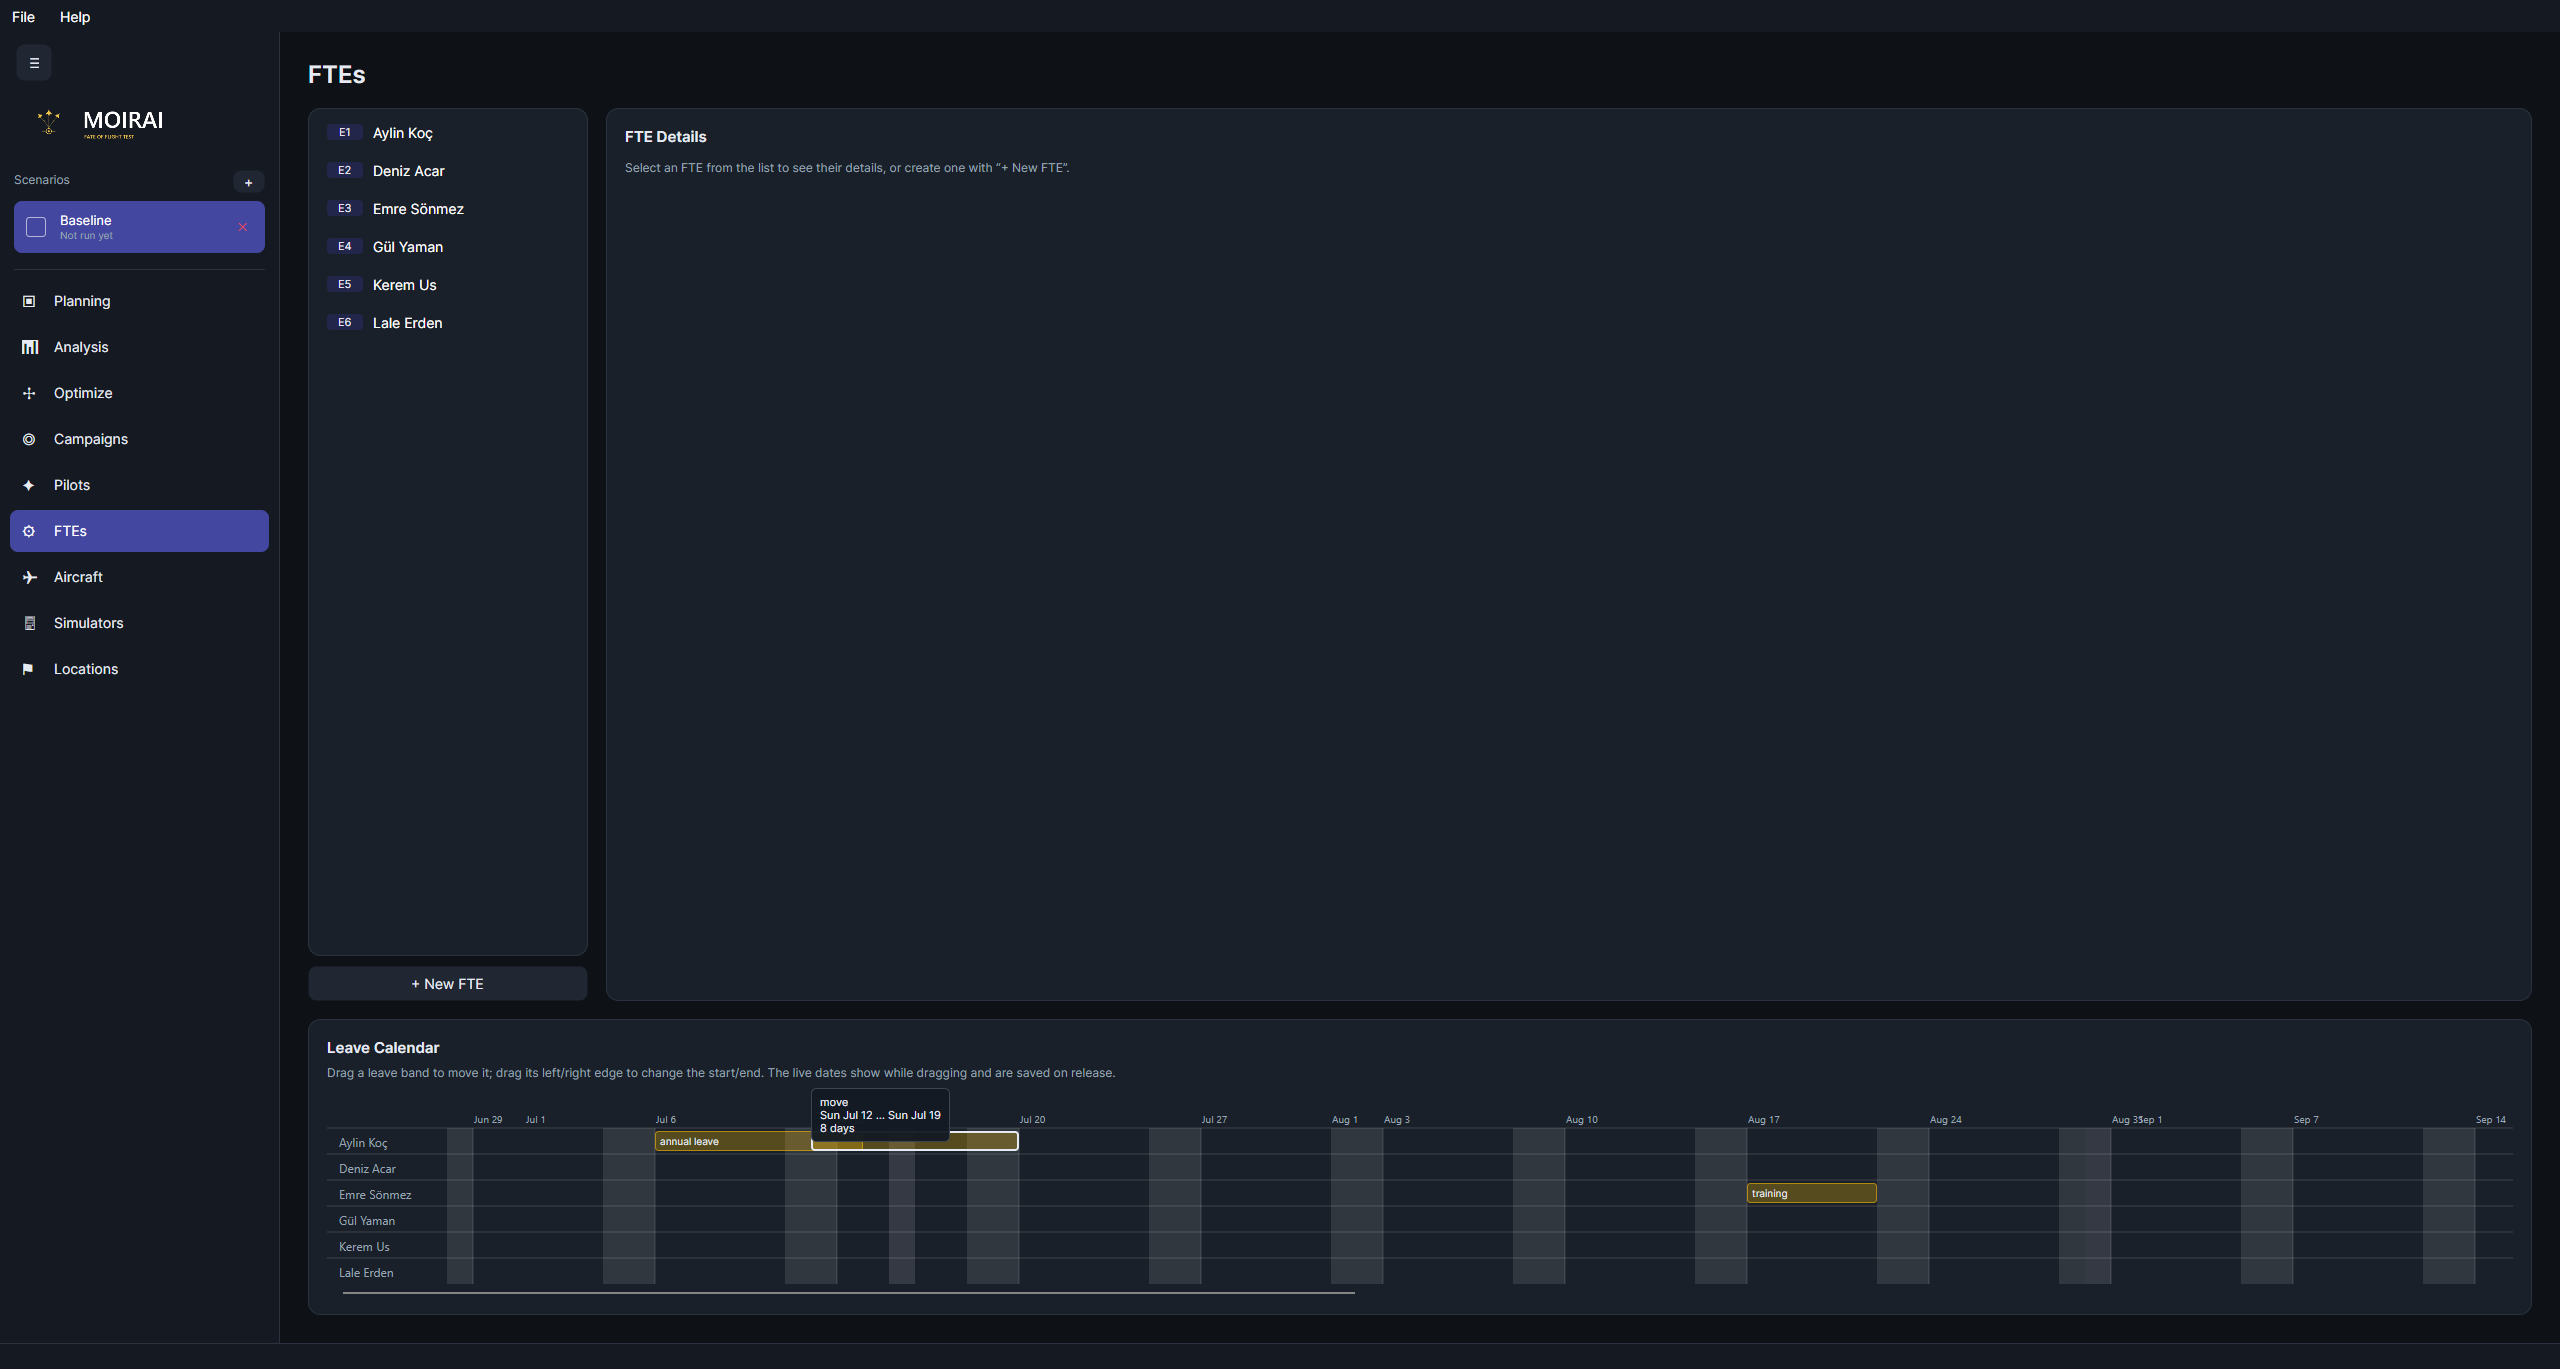 File Help
☰
MOIRAI
FATE OF FLIGHT TEST
Scenarios +
Baseline
Not run yet
Planning
Analysis
Optimize
Campaigns
Pilots
FTEs
Aircraft
Simulators
Locations
FTEs
E1 Aylin Koç
E2 Deniz Acar
E3 Emre Sönmez
E4 Gül Yaman
E5 Kerem Us
E6 Lale Erden
+ New FTE
FTE Details
Select an FTE from the list to see their details, or create one with “+ New FTE”.
Leave Calendar
Drag a leave band to move it; drag its left/right edge to change the start/end. The live dates show while dragging and are saved on release.
move
Sun Jul 12 ... Sun Jul 19
8 days
Jun 29 Jul 1 Jul 6 Jul 20 Jul 27 Aug 1 Aug 3 Aug 10 Aug 17 Aug 24 Aug 31 Sep 1 Sep 7 Sep 14
Aylin Koç annual leave
Deniz Acar
Emre Sönmez training
Gül Yaman
Kerem Us
Lale Erden